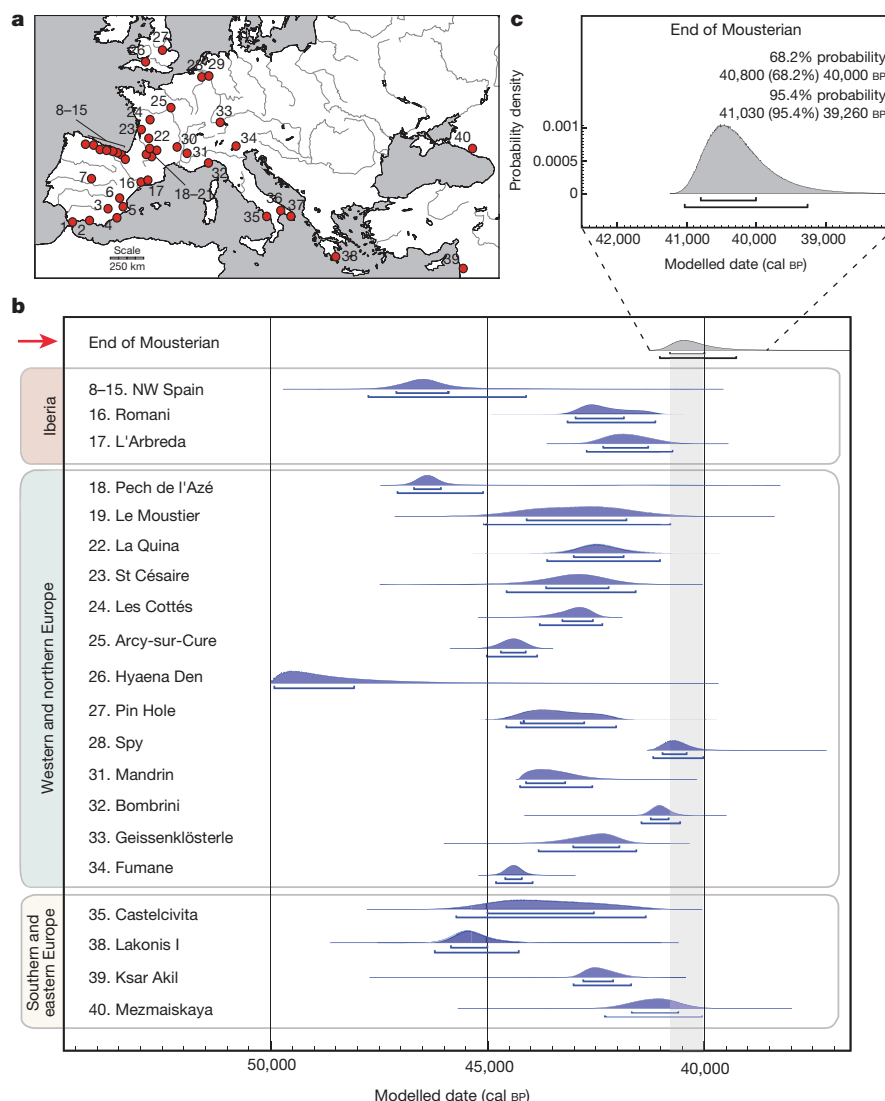 a
27
26
28 29
25
8–15
24
33
23
22
30
34
31
40
7
16
17
32
6
18–21
3
5
36
37
35
1
2
4
38
39
Scale
250 km
c
End of Mousterian
68.2% probability
40,800 (68.2%) 40,000 BP
95.4% probability
41,030 (95.4%) 39,260 BP
Probability density
0.001
0.0005
0
42,000
41,000
40,000
39,000
Modelled date (cal BP)
b
End of Mousterian
Iberia
8–15. NW Spain
16. Romani
17. L'Arbreda
Western and northern Europe
18. Pech de l'Azé
19. Le Moustier
22. La Quina
23. St Césaire
24. Les Cottés
25. Arcy-sur-Cure
26. Hyaena Den
27. Pin Hole
28. Spy
31. Mandrin
32. Bombrini
33. Geissenklösterle
34. Fumane
Southern and
eastern Europe
35. Castelcivita
38. Lakonis I
39. Ksar Akil
40. Mezmaiskaya
50,000
45,000
40,000
Modelled date (cal BP)